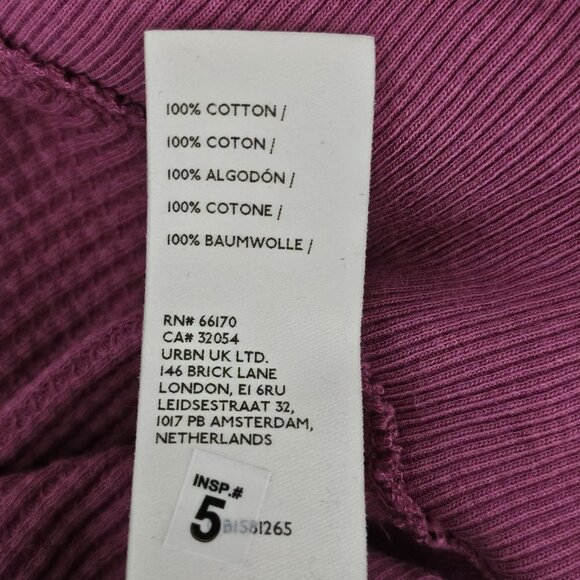 100% COTTON /
100% COTON /
100% ALGODÓN /
100% COTONE /
100% BAUMWOLLE /
RN# 66170
CA# 32054
URBN UK LTD.
146 BRICK LANE
LONDON, E1 6RU
LEIDSESTRAAT 32,
1017 PB AMSTERDAM,
NETHERLANDS
INSP.#
5
B1581265